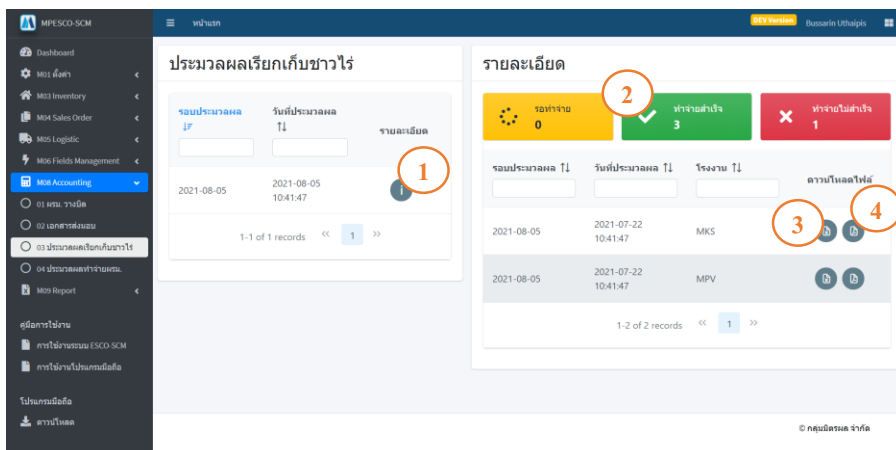 MPESCO-SCM
หน้าแรก
DEV Version
Bussarin Uthaipis
Dashboard
M01 ตั้งค่า
M03 Inventory
M04 Sales Order
M05 Logistic
M06 Fields Management
M08 Accounting
01 ผรม. วางบิล
02 เอกสารส่งมอบ
03 ประมวลผลเรียกเก็บชาวไร่
04 ประมวลผลทำจ่ายผรม.
M09 Report
คู่มือการใช้งาน
การใช้งานระบบ ESCO-SCM
การใช้งานโปรแกรมมือถือ
โปรแกรมมือถือ
ดาวน์โหลด
ประมวลผลเรียกเก็บชาวไร่
รอบประมวลผล
วันที่ประมวลผล
รายละเอียด
2021-08-05
2021-08-05
10:41:47
1
1-1 of 1 records
1
รายละเอียด
รอทำจ่าย
0
2
ทำจ่ายสำเร็จ
3
ทำจ่ายไม่สำเร็จ
1
รอบประมวลผล
วันที่ประมวลผล
โรงงาน
ดาวน์โหลดไฟล์
3
4
2021-08-05
2021-07-22
10:41:47
MKS
2021-08-05
2021-07-22
10:41:47
MPV
1-2 of 2 records
1
© กลุ่มมิตรผล จำกัด